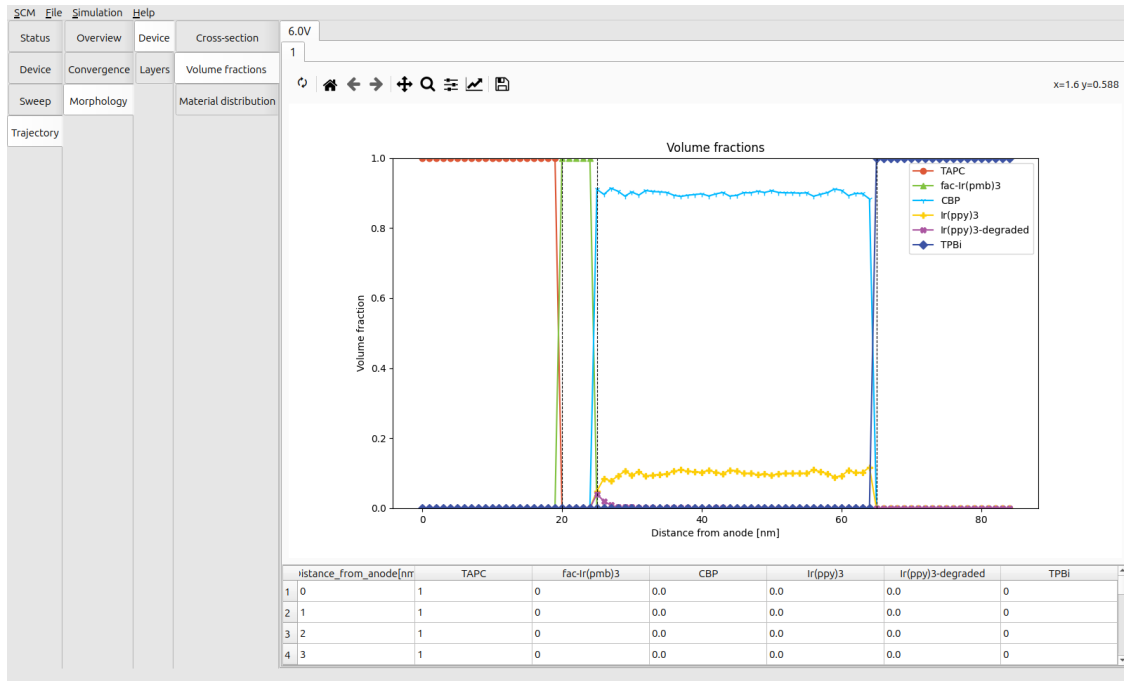 SCM File Simulation Help
Status Overview Device Cross-section
Device Convergence Layers Volume fractions
Sweep Morphology Material distribution
Trajectory
6.0V
1
x=1.6 y=0.588
Volume fractions
1.0
0.8
0.6
0.4
0.2
0.0
Volume fraction
0 20 40 60 80
Distance from anode [nm]
TAPC
fac-Ir(pmb)3
CBP
Ir(ppy)3
Ir(ppy)3-degraded
TPBi
istance_from_anode[nm TAPC fac-Ir(pmb)3 CBP Ir(ppy)3 Ir(ppy)3-degraded TPBi
1 0 1 0 0.0 0.0 0.0 0
2 1 1 0 0.0 0.0 0.0 0
3 2 1 0 0.0 0.0 0.0 0
4 3 1 0 0.0 0.0 0.0 0